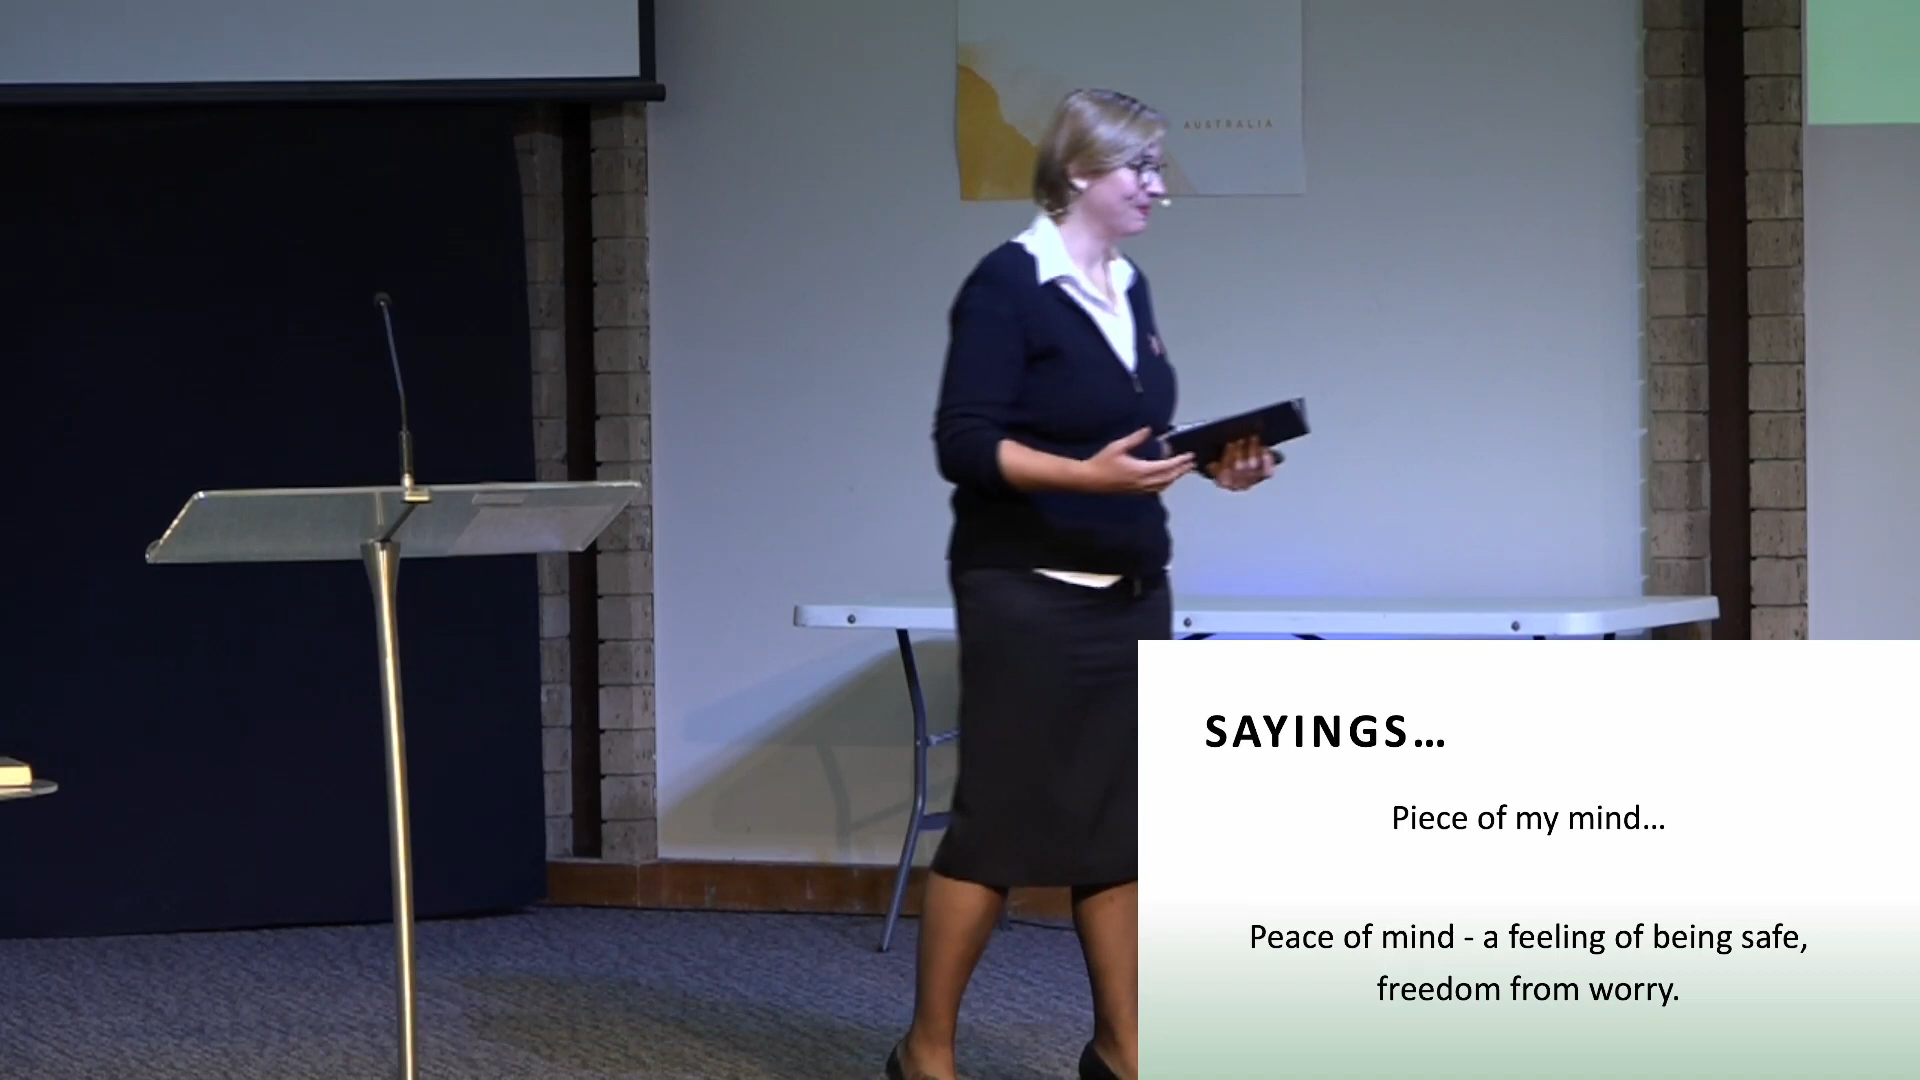 AUSTRALIA
SAYINGS…
Piece of my mind…
Peace of mind - a feeling of being safe,
freedom from worry.